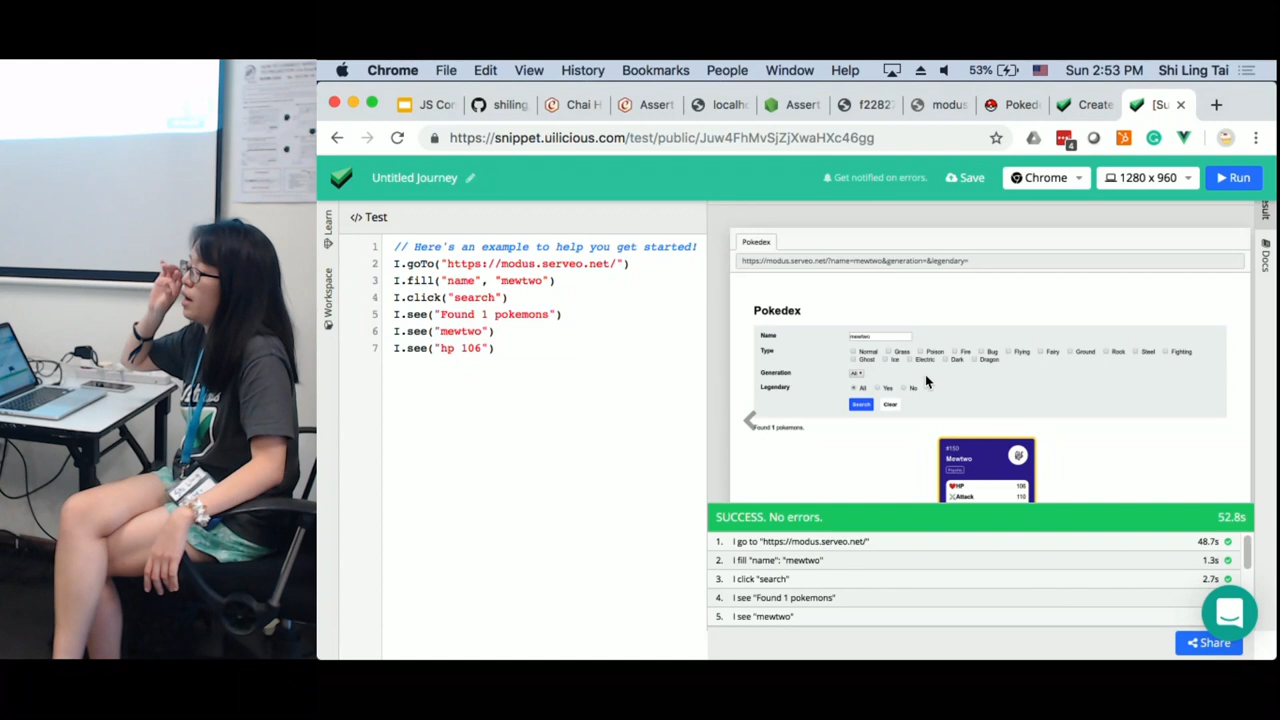 Chrome File Edit View History Bookmarks People Window Help 53% Sun 2:53 PM Shi Ling Tai
JS Con shiling Chai H Assert localh Assert f2282 modus Poked Create [Su
https://snippet.uilicious.com/test/public/Juw4FhMvSjZjXwaHXc46gg
4
Untitled Journey Get notified on errors. Save Chrome 1280 x 960 Run
Learn
Workspace
</> Test
1 // Here's an example to help you get started!
2 I.goTo("https://modus.serveo.net/")
3 I.fill("name", "mewtwo")
4 I.click("search")
5 I.see("Found 1 pokemons")
6 I.see("mewtwo")
7 I.see("hp 106")
Docs
Pokedex
https://modus.serveo.net/?name=mewtwo&generation=&legendary=
Pokedex
Name mewtwo
Type Normal Grass Poison Fire Bug Flying Fairy Ground Rock Steel Fighting
Ghost Ice Electric Dark Dragon
Generation All
Legendary All Yes No
Search Clear
Found 1 pokemons.
#150
Mewtwo
Psychic
HP 106
Attack 110
SUCCESS. No errors. 52.8s
1. I go to "https://modus.serveo.net/" 48.7s
2. I fill "name": "mewtwo" 1.3s
3. I click "search" 2.7s
4. I see "Found 1 pokemons"
5. I see "mewtwo"
Share